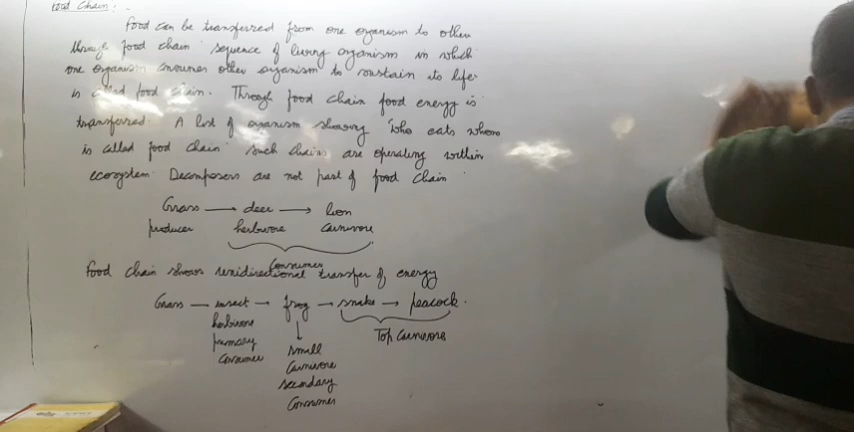 Food Chain :-
Food can be transferred from one organism to other
through food chain sequence of living organism in which
one organism consumes other organism to sustain its life
is called food chain. Through food chain food energy is
transferred. A list of organism showing 'Who eats whom
is called food chain. Such chains are operating within
ecosystem. Decomposers are not part of food chain
Grass → deer → lion
producer herbivore carnivore
Consumer
Food chain shows unidirectional transfer of energy
Grass — insect → frog → snake → peacock.
herbivore
primary
consumer
small
carnivore
secondary
consumer
Top carnivore